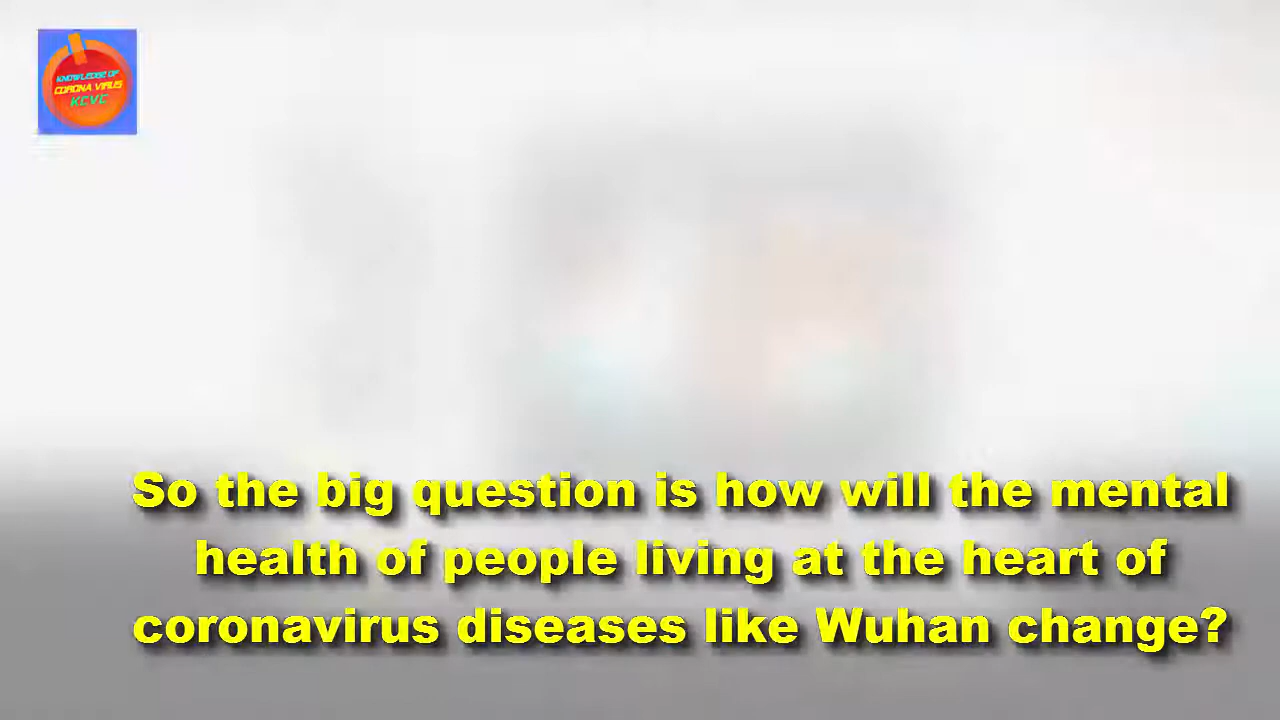 KNOWLEDGE OF
CORONA VIRUS
KCVC
So the big question is how will the mental
health of people living at the heart of
coronavirus diseases like Wuhan change?